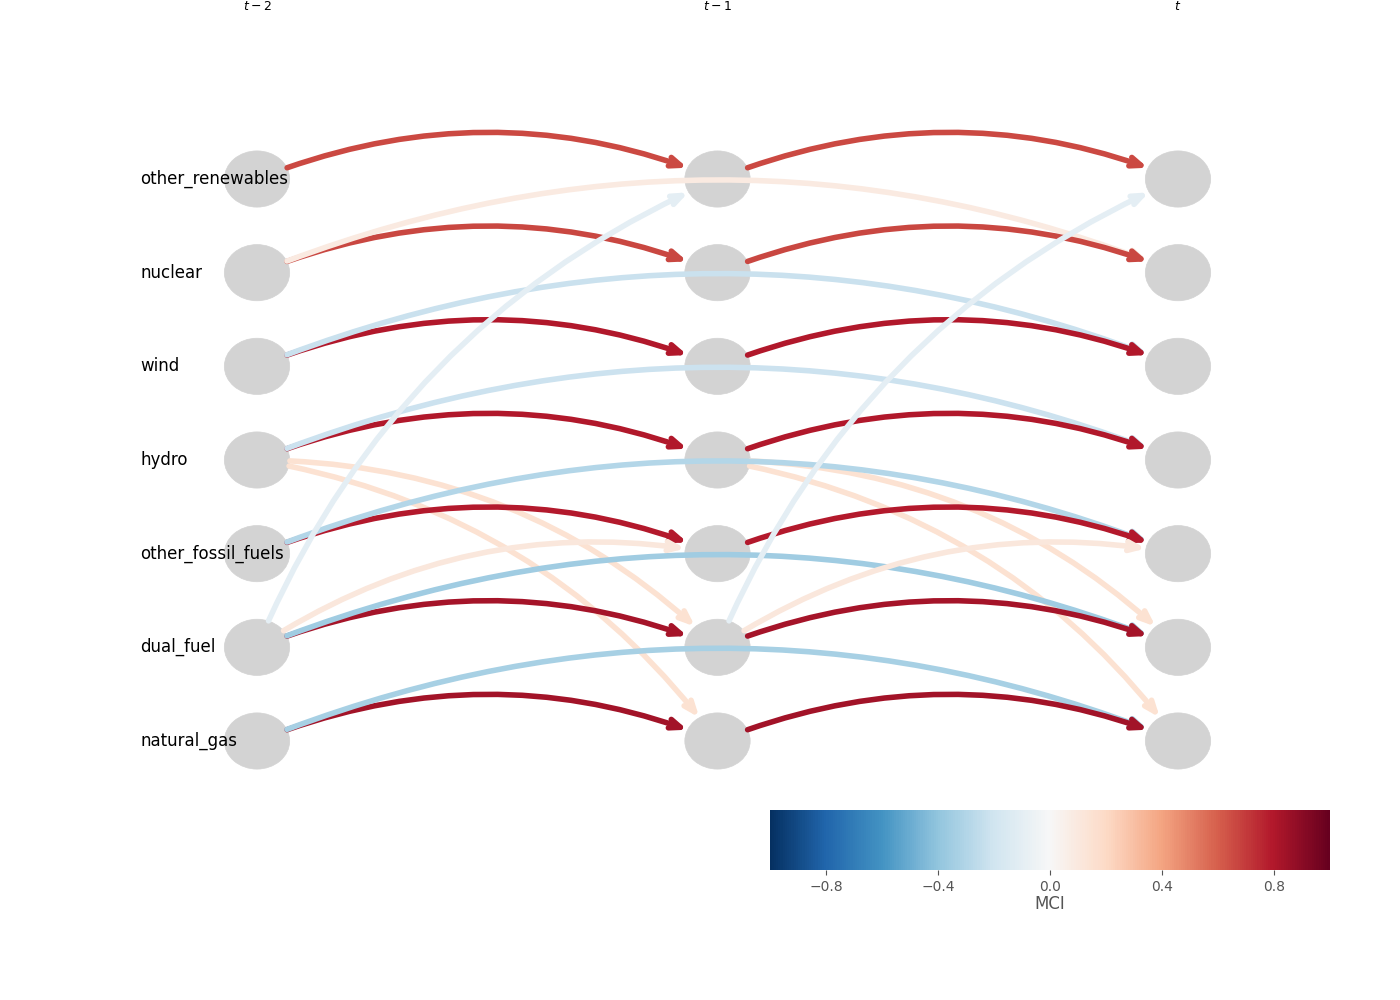 t − 2 t − 1 t
other_renewables
nuclear
wind
hydro
other_fossil_fuels
dual_fuel
natural_gas
−0.8 −0.4 0.0 0.4 0.8
MCI